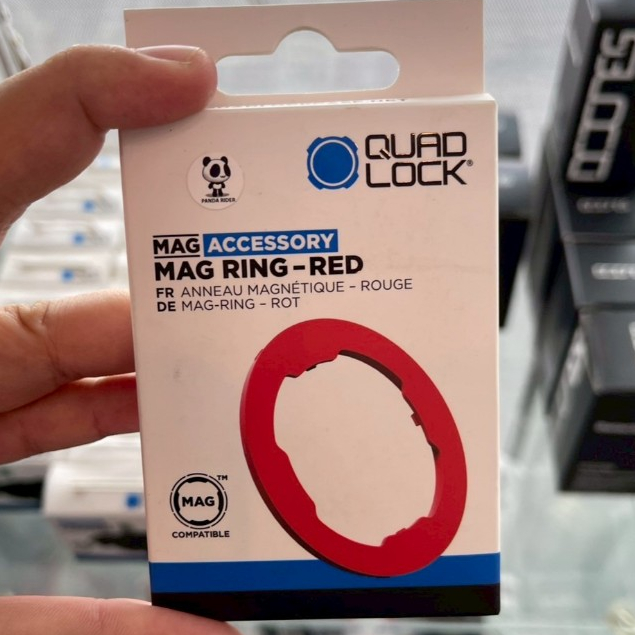 PANDA RIDER
QUAD
LOCK®
MAG ACCESSORY
MAG RING – RED
FR ANNEAU MAGNÉTIQUE – ROUGE
DE MAG-RING – ROT
MAG™
COMPATIBLE